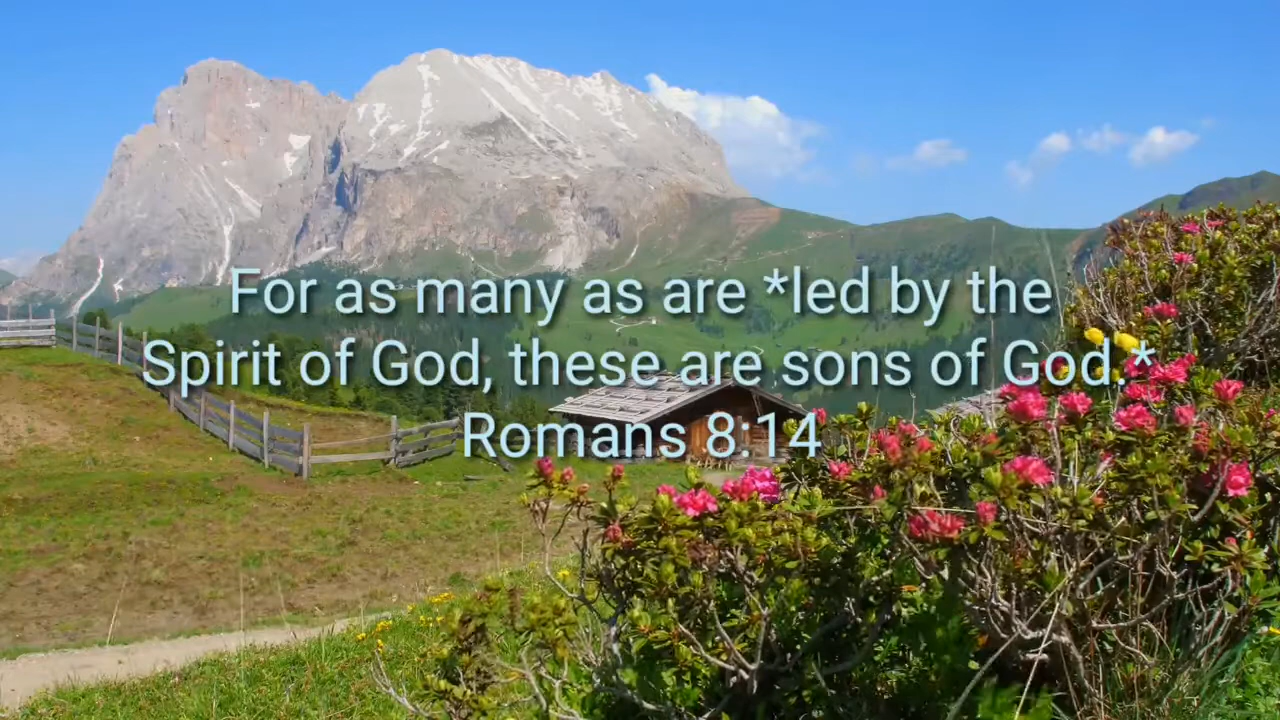 For as many as are *led by the
Spirit of God, these are sons of God.*
Romans 8:14